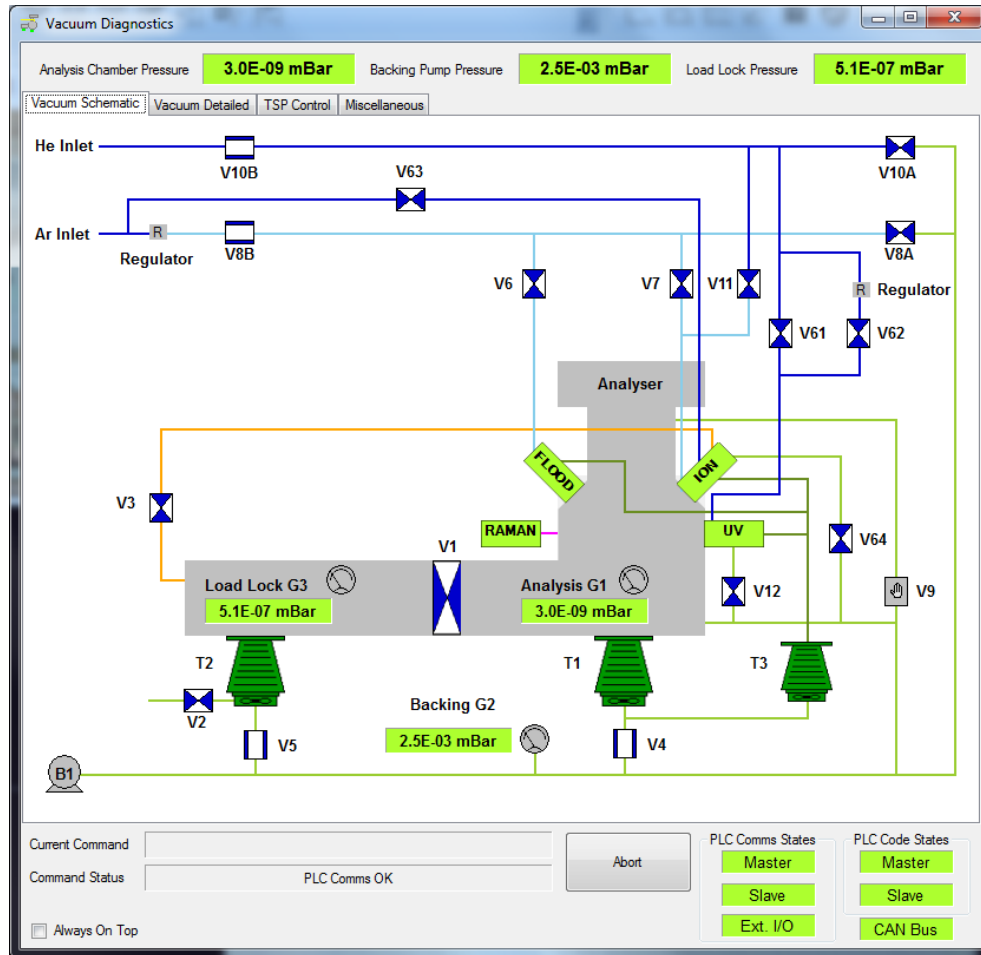 Vacuum Diagnostics
Analysis Chamber Pressure 3.0E-09 mBar Backing Pump Pressure 2.5E-03 mBar Load Lock Pressure 5.1E-07 mBar
Vacuum Schematic Vacuum Detailed TSP Control Miscellaneous
He Inlet
V10B
V63
V10A
Ar Inlet R
Regulator
V8B
V8A
V6 V7 V11
R Regulator
V61 V62
Analyser
FLOOD
ION
V3
RAMAN
UV
V1
V64
Load Lock G3
5.1E-07 mBar
Analysis G1
3.0E-09 mBar
V12
V9
T2
T1
T3
V2
Backing G2
2.5E-03 mBar
V5
V4
B1
Current Command
Command Status PLC Comms OK
Always On Top
Abort
PLC Comms States
Master
Slave
Ext. I/O
PLC Code States
Master
Slave
CAN Bus